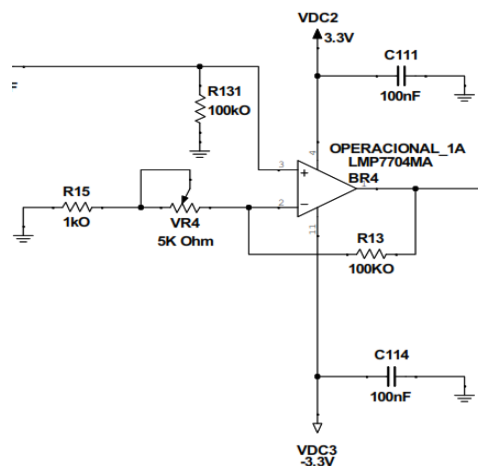 VDC2
3.3V
C111
100nF
F
R131
100kO
OPERACIONAL_1A
LMP7704MA
BR4
4
3
+
1
2
−
11
R15
1kO
VR4
5K Ohm
R13
100KO
C114
100nF
VDC3
-3.3V